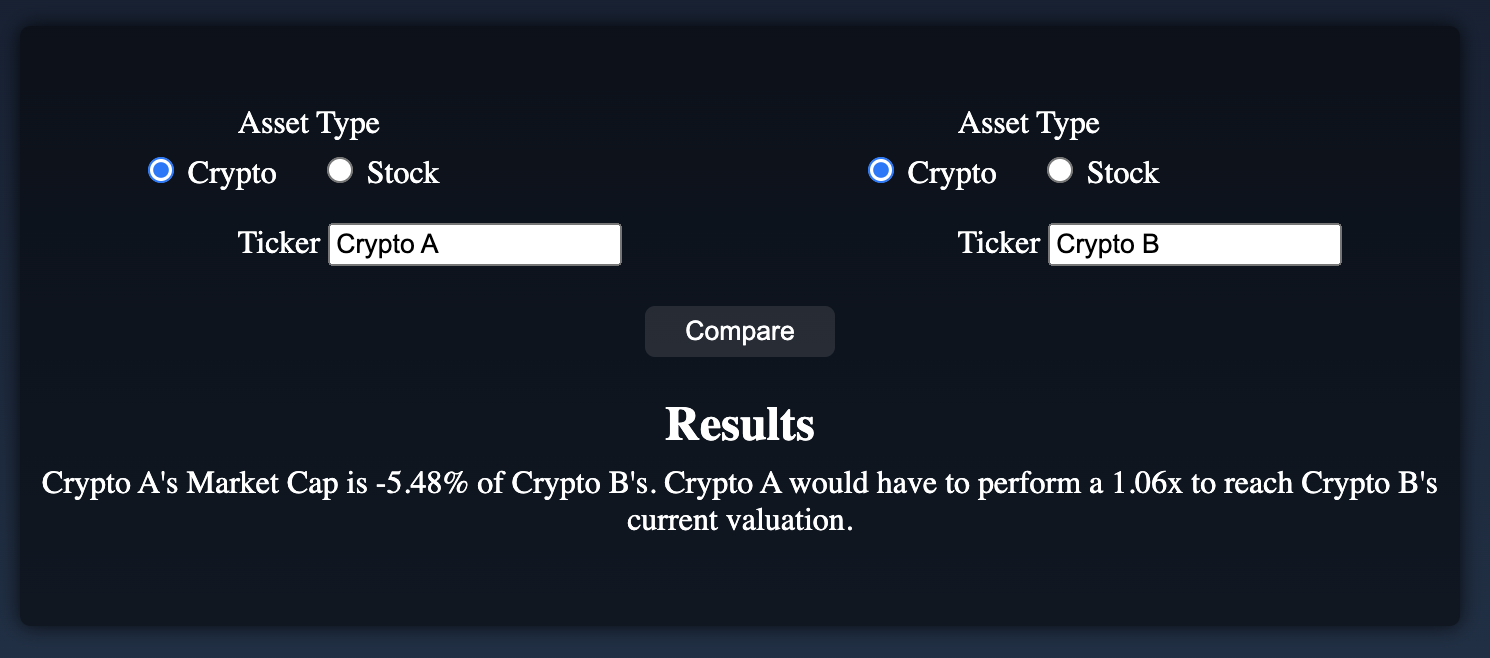 Asset Type
Crypto Stock
Ticker Crypto A
Asset Type
Crypto Stock
Ticker Crypto B
Compare
Results
Crypto A's Market Cap is -5.48% of Crypto B's. Crypto A would have to perform a 1.06x to reach Crypto B's
current valuation.